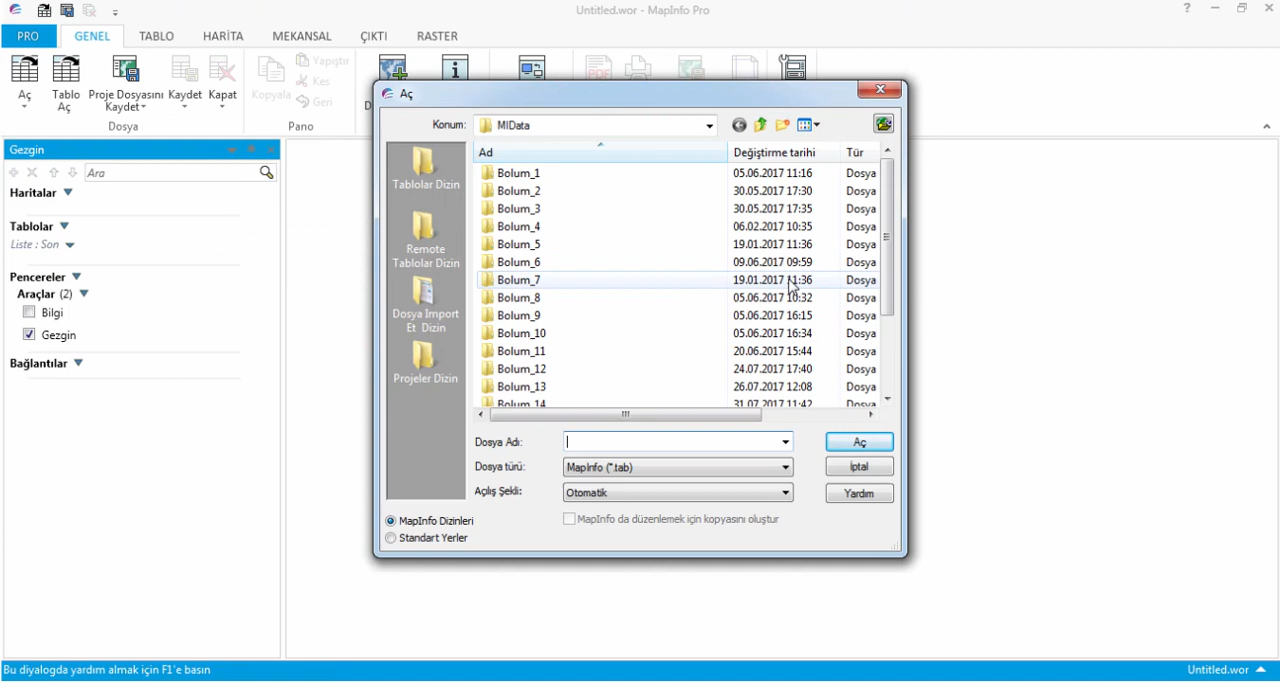 Untitled.wor - MapInfo Pro
?
PRO GENEL TABLO HARİTA MEKANSAL ÇIKTI RASTER
Aç
Tablo Aç
Proje Dosyasını Kaydet
Kaydet
Kapat
Dosya
Kopyala
Yapıştır
Kes
Geri
Pano
Gezgin
Ara
Haritalar
Tablolar
Liste : Son
Pencereler
Araçlar (2)
Bilgi
Gezgin
Bağlantılar
Aç
Konum: MIData
Tablolar Dizin
Remote
Tablolar Dizin
Dosya Import
Et Dizin
Projeler Dizin
Ad Değiştirme tarihi Tür
Bolum_1 05.06.2017 11:16 Dosya
Bolum_2 30.05.2017 17:30 Dosya
Bolum_3 30.05.2017 17:35 Dosya
Bolum_4 06.02.2017 10:35 Dosya
Bolum_5 19.01.2017 11:36 Dosya
Bolum_6 09.06.2017 09:59 Dosya
Bolum_7 19.01.2017 11:36 Dosya
Bolum_8 05.06.2017 10:32 Dosya
Bolum_9 05.06.2017 16:15 Dosya
Bolum_10 05.06.2017 16:34 Dosya
Bolum_11 20.06.2017 15:44 Dosya
Bolum_12 24.07.2017 17:40 Dosya
Bolum_13 26.07.2017 12:08 Dosya
Bolum_14 31.07.2017 11:42 Dosya
Dosya Adı: Aç
Dosya türü: MapInfo (*.tab) İptal
Açılış Şekli: Otomatik Yardım
MapInfo da düzenlemek için kopyasını oluştur
MapInfo Dizinleri
Standart Yerler
Bu diyalogda yardım almak için F1'e basın
Untitled.wor